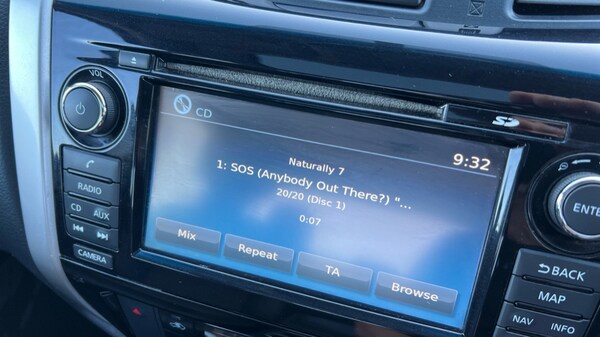 VOL
SD
CD
9:32
Naturally 7
1: SOS (Anybody Out There?) "...
20/20 (Disc 1)
0:07
Mix
Repeat
TA
Browse
RADIO
CD AUX
CAMERA
ENTE
BACK
MAP
NAV INFO